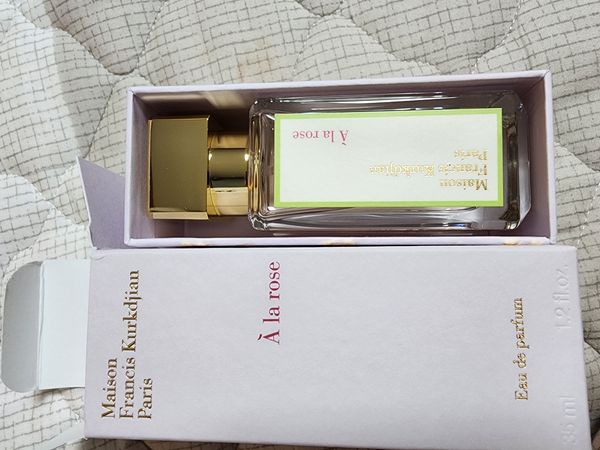 Maison
Francis Kurkdjian
Paris
À la rose
Maison
Francis Kurkdjian
Paris
À la rose
Eau de parfum
35 ml
1.2 fl.oz